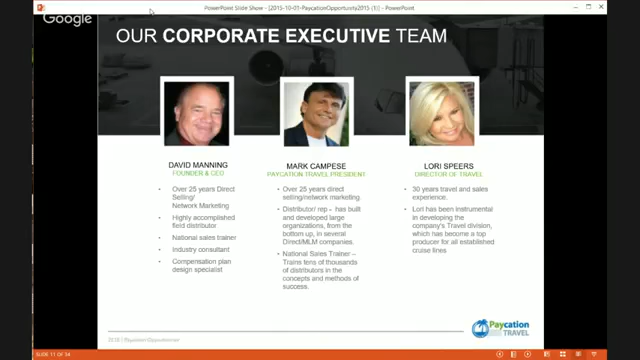 PowerPoint Slide Show - [2015-10-01-PaycationOpportunity2015 (1)] - PowerPoint
Google
OUR CORPORATE EXECUTIVE TEAM
DAVID MANNING
FOUNDER & CEO
• Over 25 years Direct
Selling/
Network Marketing
• Highly accomplished
field distributor
• National sales trainer
• Industry consultant
• Compensation plan
design specialist
MARK CAMPESE
PAYCATION TRAVEL PRESIDENT
• Over 25 years direct
selling/network marketing.
• Distributor/ rep - has built
and developed large
organizations, from the
bottom up, in several
Direct/MLM companies.
• National Sales Trainer –
Trains tens of thousands
of distributors in the
concepts and methods of
success.
LORI SPEERS
DIRECTOR OF TRAVEL
• 30 years travel and sales
experience.
• Lori has been instrumental
in developing the
company's Travel division,
which has become a top
producer for all established
cruise lines
Paycation
TRAVEL
SLIDE 11 OF 34